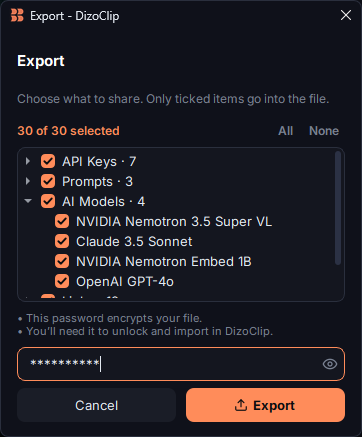 Export - DizoClip
Export
Choose what to share. Only ticked items go into the file.
30 of 30 selected All None
API Keys · 7
Prompts · 3
AI Models · 4
NVIDIA Nemotron 3.5 Super VL
Claude 3.5 Sonnet
NVIDIA Nemotron Embed 1B
OpenAI GPT-4o
• This password encrypts your file.
• You'll need it to unlock and import in DizoClip.
**********
Cancel Export